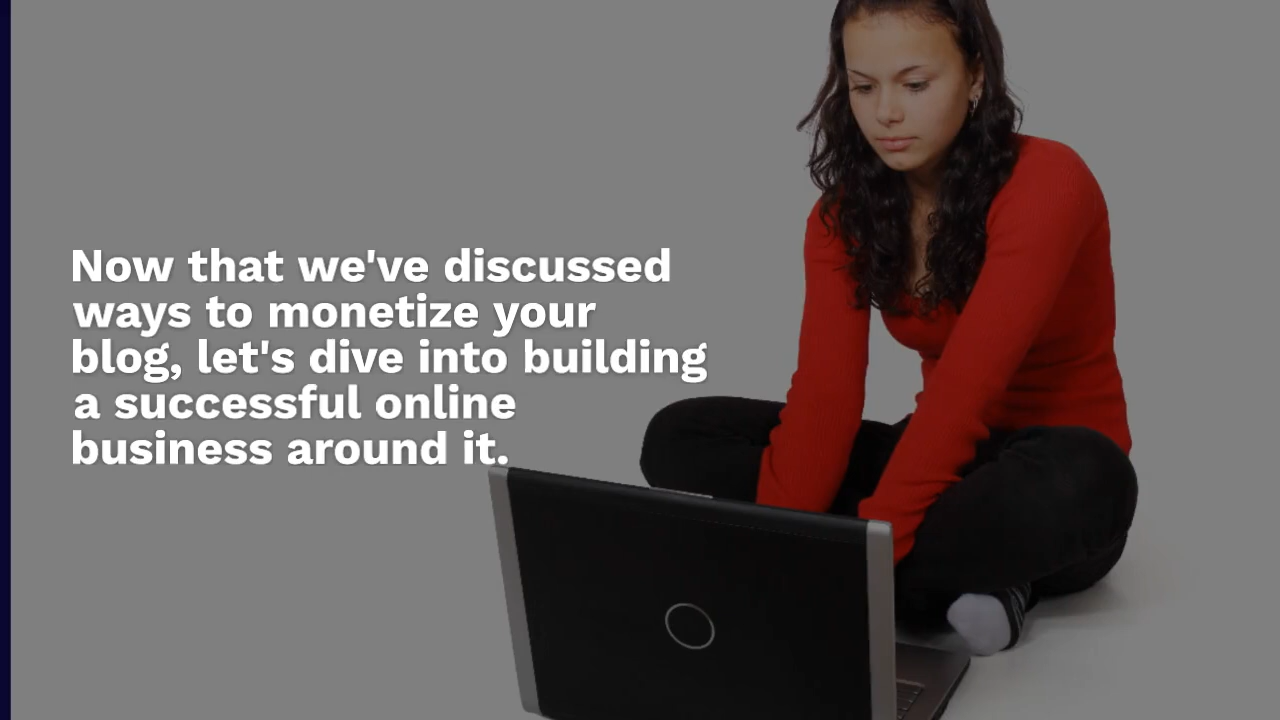 Now that we've discussed
ways to monetize your
blog, let's dive into building
a successful online
business around it.